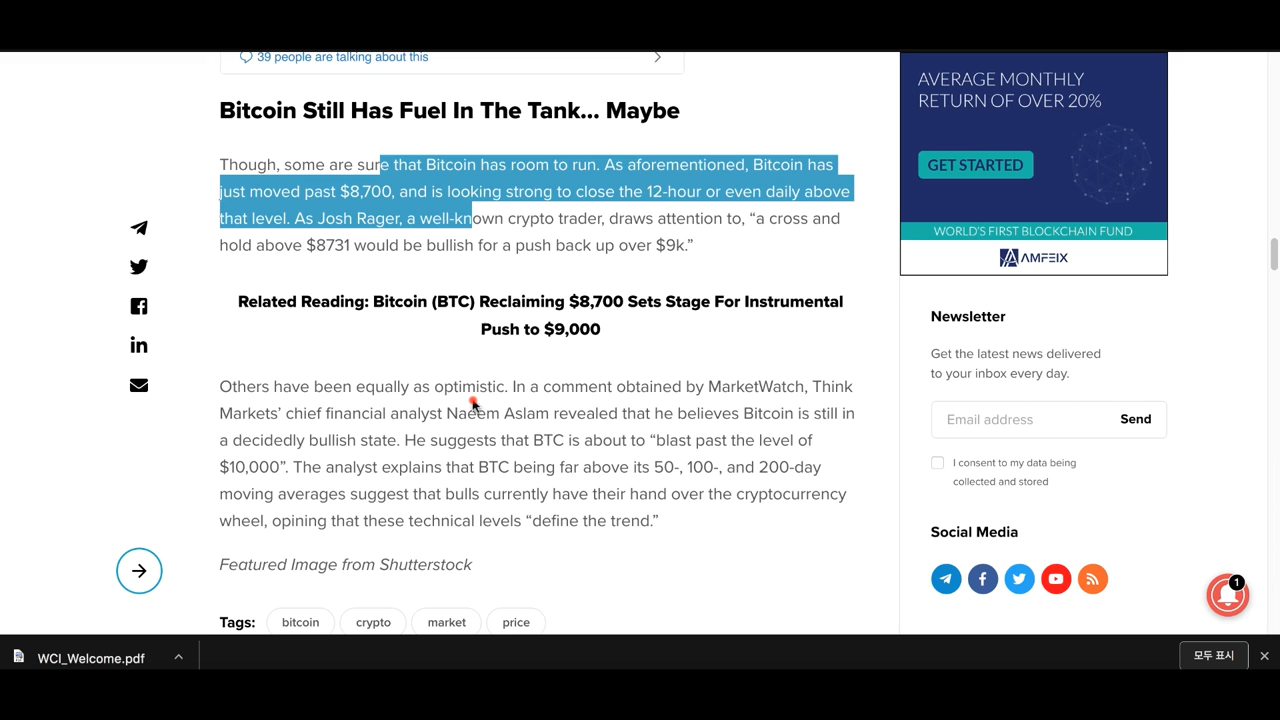 39 people are talking about this
Bitcoin Still Has Fuel In The Tank... Maybe
Though, some are sure that Bitcoin has room to run. As aforementioned, Bitcoin has
just moved past $8,700, and is looking strong to close the 12-hour or even daily above
that level. As Josh Rager, a well-known crypto trader, draws attention to, “a cross and
hold above $8731 would be bullish for a push back up over $9k.”
Related Reading: Bitcoin (BTC) Reclaiming $8,700 Sets Stage For Instrumental
Push to $9,000
Others have been equally as optimistic. In a comment obtained by MarketWatch, Think
Markets’ chief financial analyst Naeem Aslam revealed that he believes Bitcoin is still in
a decidedly bullish state. He suggests that BTC is about to “blast past the level of
$10,000”. The analyst explains that BTC being far above its 50-, 100-, and 200-day
moving averages suggest that bulls currently have their hand over the cryptocurrency
wheel, opining that these technical levels “define the trend.”
Featured Image from Shutterstock
Tags: bitcoin crypto market price
AVERAGE MONTHLY
RETURN OF OVER 20%
GET STARTED
WORLD'S FIRST BLOCKCHAIN FUND
AMFEIX
Newsletter
Get the latest news delivered
to your inbox every day.
Email address Send
I consent to my data being
collected and stored
Social Media
1
WCI_Welcome.pdf
모두 표시